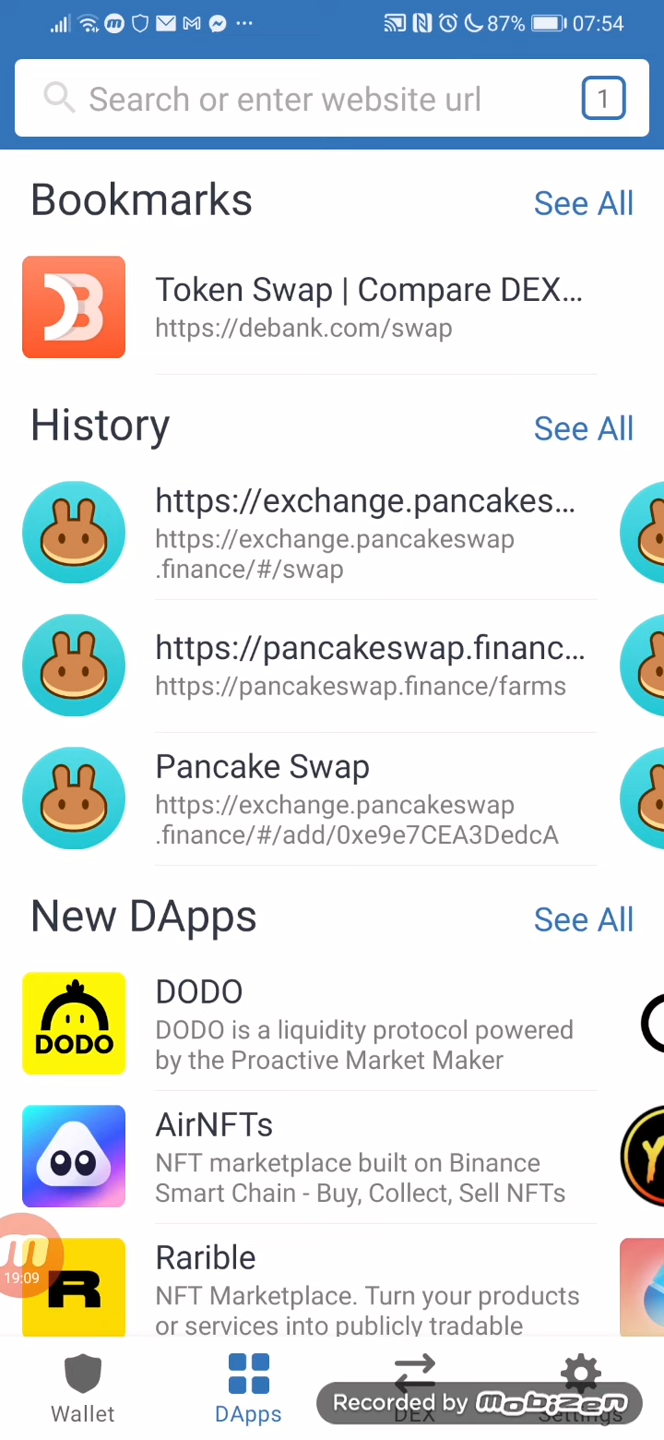 87% 07:54
Search or enter website url 1
Bookmarks See All
Token Swap | Compare DEX...
https://debank.com/swap
History See All
https://exchange.pancakes...
https://exchange.pancakeswap
.finance/#/swap
https://pancakeswap.financ...
https://pancakeswap.finance/farms
Pancake Swap
https://exchange.pancakeswap
.finance/#/add/0xe9e7CEA3DedcA
New DApps See All
DODO
DODO is a liquidity protocol powered
by the Proactive Market Maker
DODO
AirNFTs
NFT marketplace built on Binance
Smart Chain - Buy, Collect, Sell NFTs
Rarible
NFT Marketplace. Turn your products
or services into publicly tradable
R
19:09
Wallet DApps DEX Settings
Recorded by mobizen